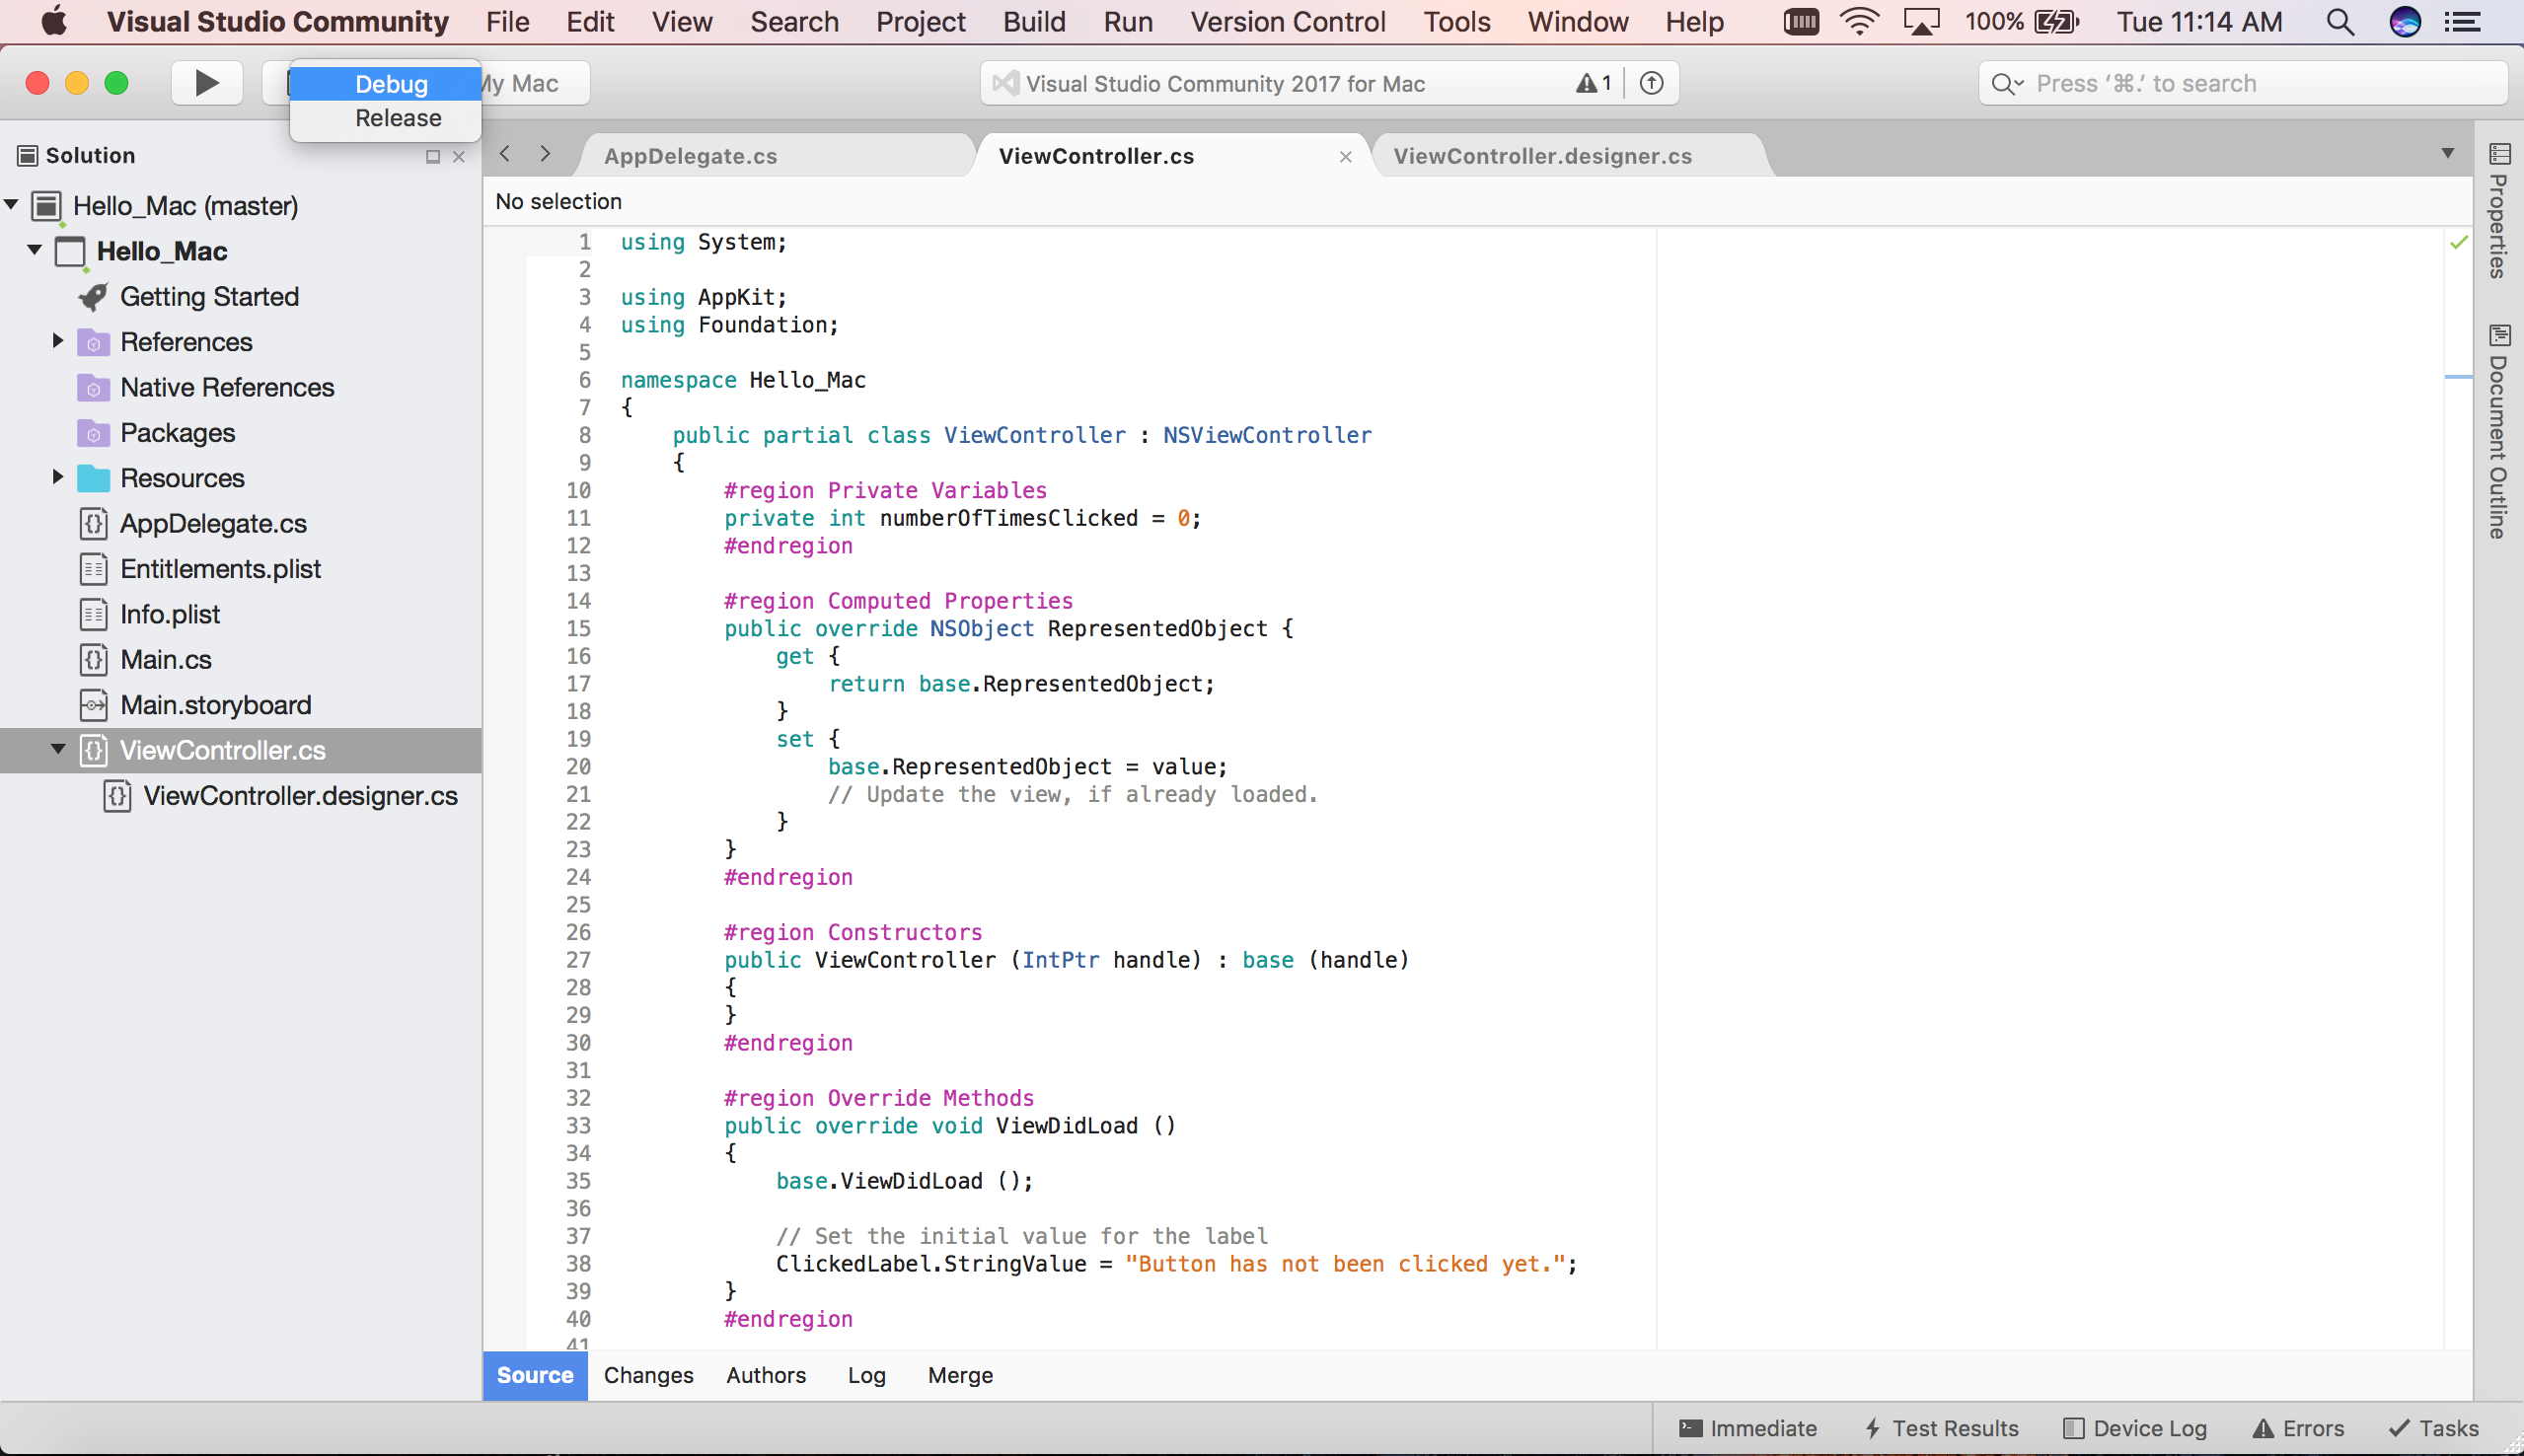 Visual Studio Community File Edit View Search Project Build Run Version Control Tools Window Help 100% Tue 11:14 AM
Debug My Mac Visual Studio Community 2017 for Mac 1 Press ‘⌘.’ to search
Release
Solution
AppDelegate.cs ViewController.cs ViewController.designer.cs
No selection
Hello_Mac (master)
Hello_Mac
Getting Started
References
Native References
Packages
Resources
AppDelegate.cs
Entitlements.plist
Info.plist
Main.cs
Main.storyboard
ViewController.cs
ViewController.designer.cs
1 using System;
2
3 using AppKit;
4 using Foundation;
5
6 namespace Hello_Mac
7 {
8 public partial class ViewController : NSViewController
9 {
10 #region Private Variables
11 private int numberOfTimesClicked = 0;
12 #endregion
13
14 #region Computed Properties
15 public override NSObject RepresentedObject {
16 get {
17 return base.RepresentedObject;
18 }
19 set {
20 base.RepresentedObject = value;
21 // Update the view, if already loaded.
22 }
23 }
24 #endregion
25
26 #region Constructors
27 public ViewController (IntPtr handle) : base (handle)
28 {
29 }
30 #endregion
31
32 #region Override Methods
33 public override void ViewDidLoad ()
34 {
35 base.ViewDidLoad ();
36
37 // Set the initial value for the label
38 ClickedLabel.StringValue = "Button has not been clicked yet.";
39 }
40 #endregion
41
Source Changes Authors Log Merge
Properties
Document Outline
Immediate Test Results Device Log Errors Tasks